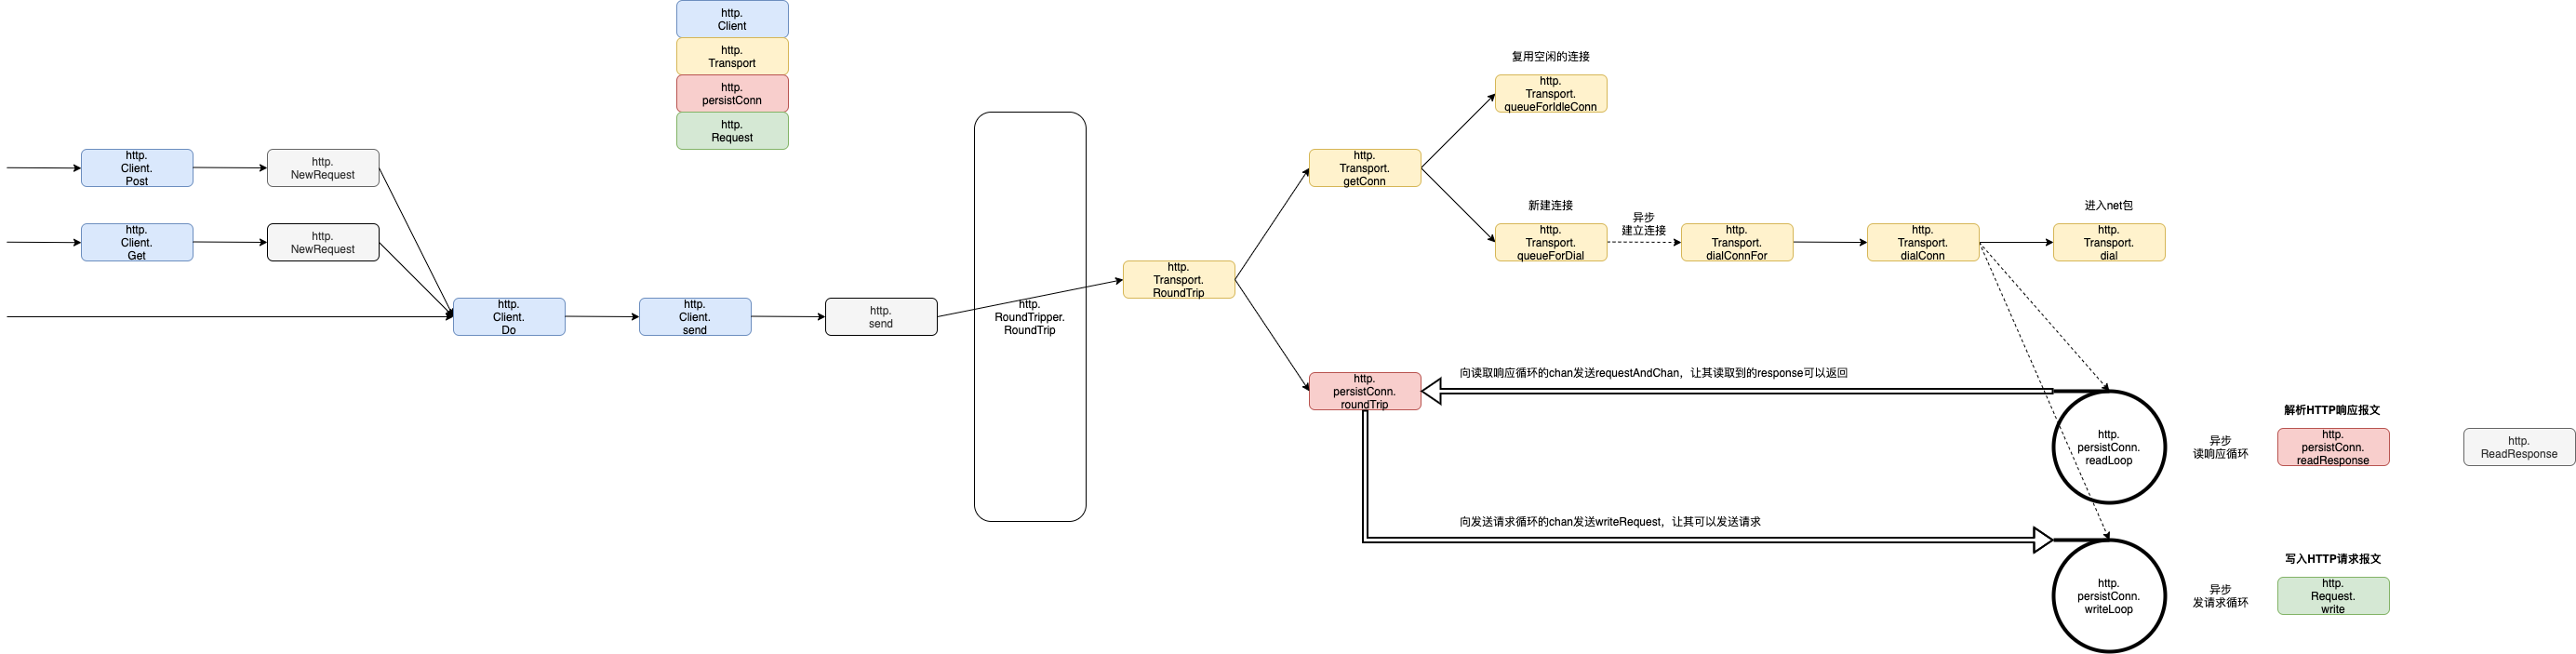 http.
Client
http.
Transport
http.
persistConn
http.
Request
http.
Client.
Post
http.
NewRequest
http.
Client.
Get
http.
NewRequest
http.
Client.
Do
http.
Client.
send
http.
send
http.
RoundTripper.
RoundTrip
http.
Transport.
RoundTrip
http.
Transport.
getConn
复用空闲的连接
http.
Transport.
queueForIdleConn
新建连接
http.
Transport.
queueForDial
异步
建立连接
http.
Transport.
dialConnFor
http.
Transport.
dialConn
进入net包
http.
Transport.
dial
http.
persistConn.
roundTrip
向读取响应循环的chan发送requestAndChan，让其读取到的response可以返回
http.
persistConn.
readLoop
异步
读响应循环
解析HTTP响应报文
http.
persistConn.
readResponse
http.
ReadResponse
向发送请求循环的chan发送writeRequest，让其可以发送请求
http.
persistConn.
writeLoop
异步
发请求循环
写入HTTP请求报文
http.
Request.
write